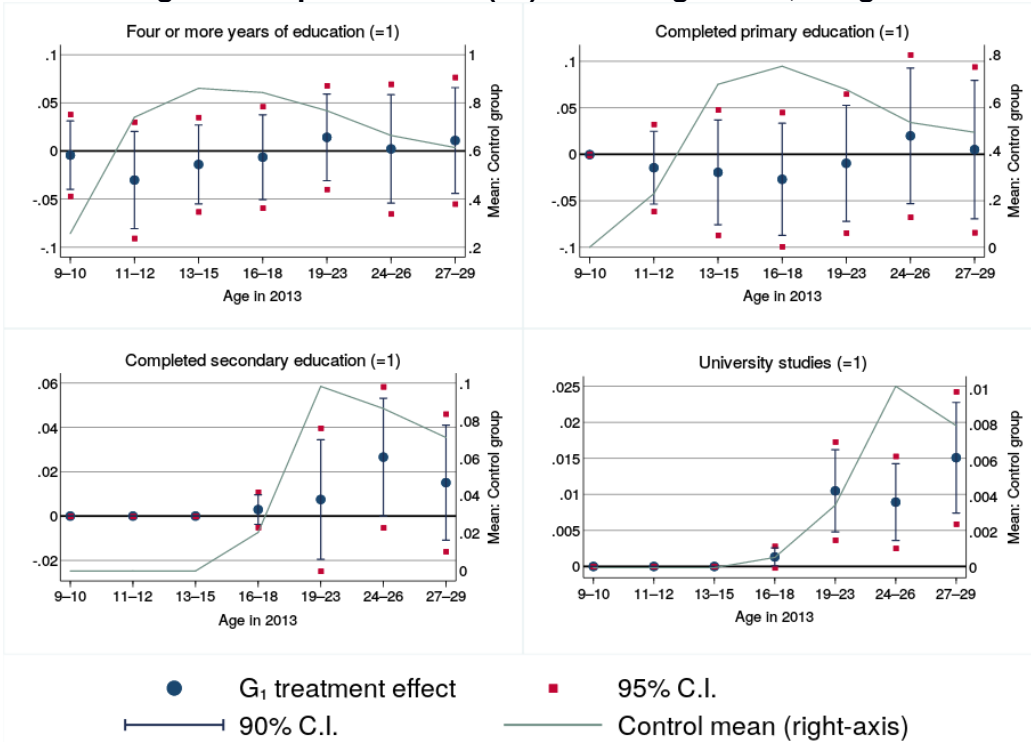 Four or more years of education (=1)
.1
.05
0
-.05
-.1
1
.8
.6
.4
.2
Mean: Control group
9–10 11–12 13–15 16–18 19–23 24–26 27–29
Age in 2013
Completed primary education (=1)
.1
.05
0
-.05
-.1
.8
.6
.4
.2
0
Mean: Control group
9–10 11–12 13–15 16–18 19–23 24–26 27–29
Age in 2013
Completed secondary education (=1)
.06
.04
.02
0
-.02
.1
.08
.06
.04
.02
0
Mean: Control group
9–10 11–12 13–15 16–18 19–23 24–26 27–29
Age in 2013
University studies (=1)
.025
.02
.015
.01
.005
0
.01
.008
.006
.004
.002
0
Mean: Control group
9–10 11–12 13–15 16–18 19–23 24–26 27–29
Age in 2013
G₁ treatment effect
95% C.I.
90% C.I.
Control mean (right-axis)